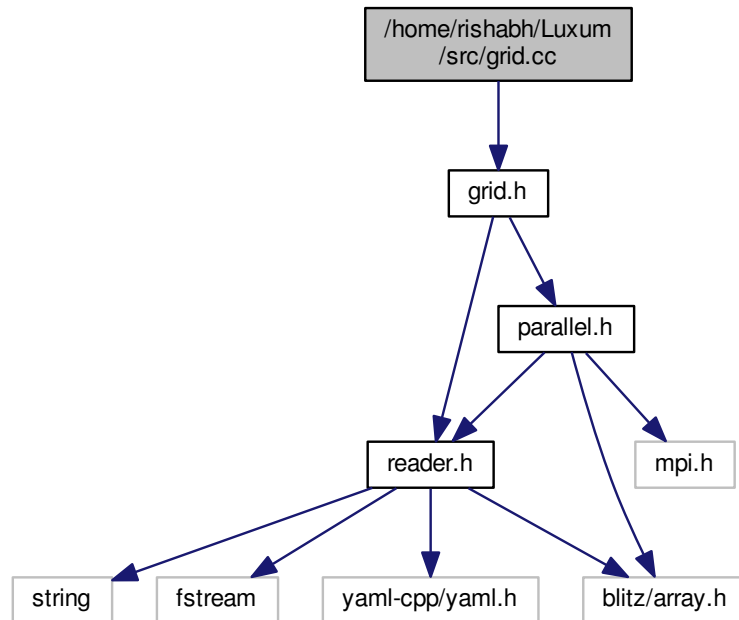 /home/rishabh/Luxum
/src/grid.cc
grid.h
parallel.h
reader.h
mpi.h
string
fstream
yaml-cpp/yaml.h
blitz/array.h